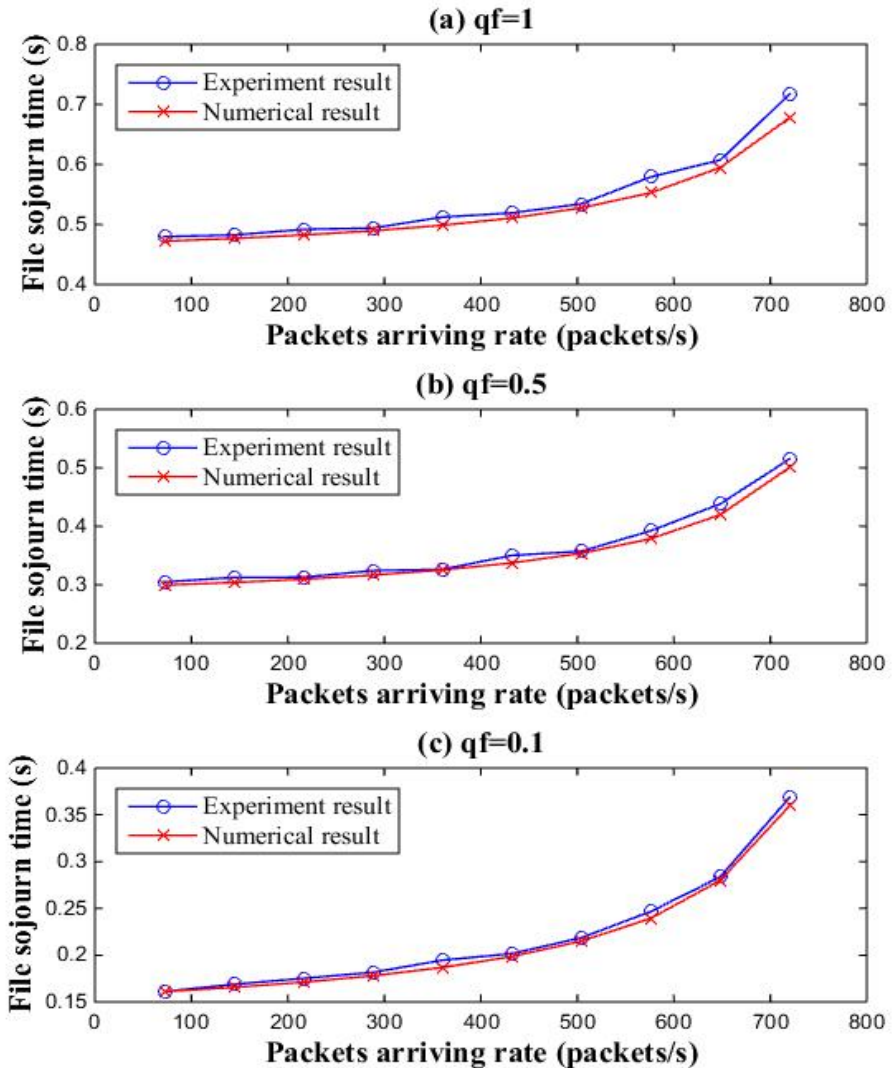 (a) qf=1
File sojourn time (s)
0.8
0.7
0.6
0.5
0.4
Experiment result
Numerical result
0 100 200 300 400 500 600 700 800
Packets arriving rate (packets/s)
(b) qf=0.5
File sojourn time (s)
0.6
0.5
0.4
0.3
0.2
Experiment result
Numerical result
0 100 200 300 400 500 600 700 800
Packets arriving rate (packets/s)
(c) qf=0.1
File sojourn time (s)
0.4
0.35
0.3
0.25
0.2
0.15
Experiment result
Numerical result
0 100 200 300 400 500 600 700 800
Packets arriving rate (packets/s)